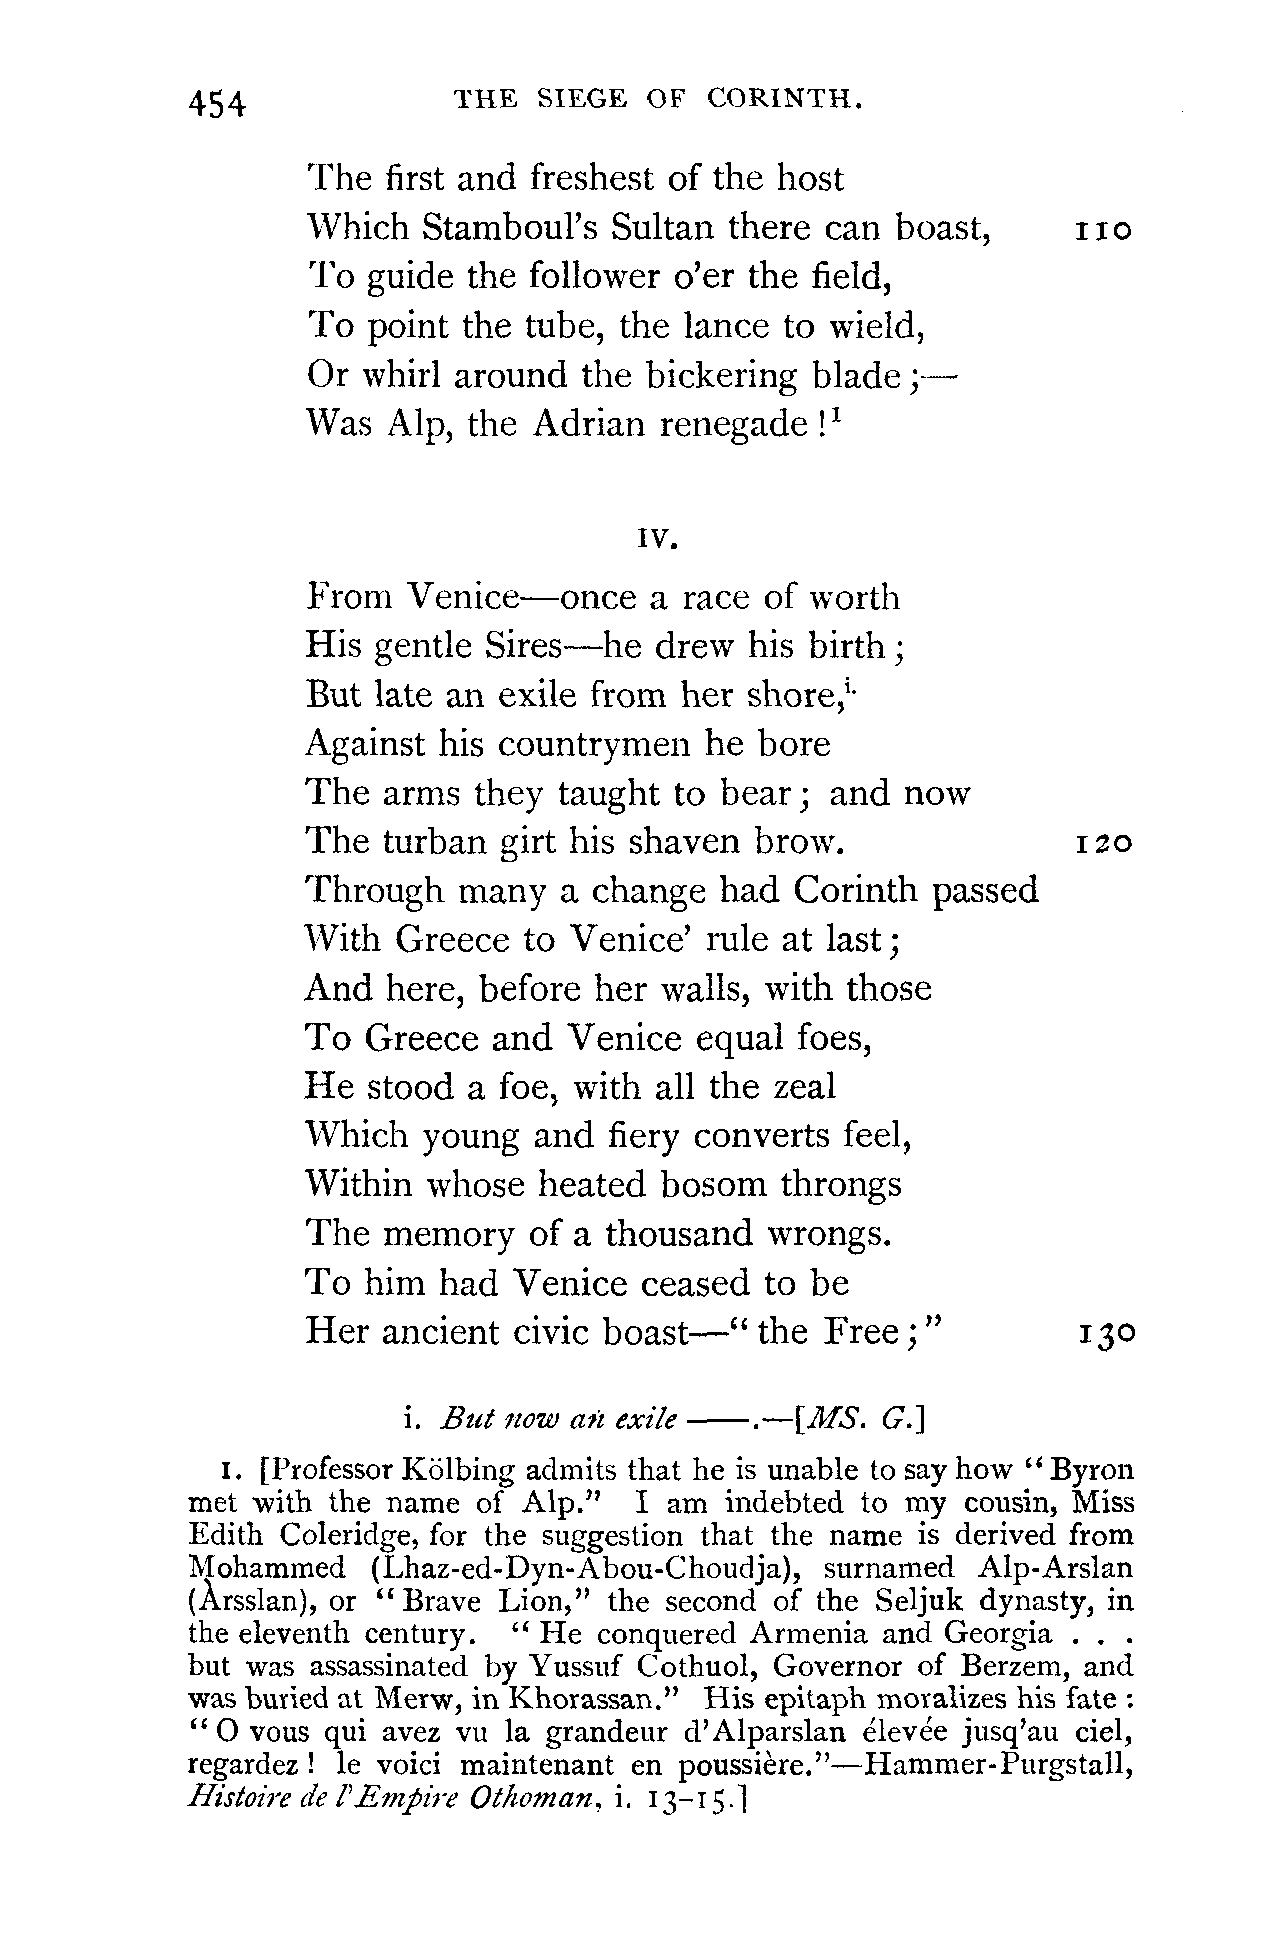 454 THE SIEGE OF CORINTH.
The first and freshest of the host
Which Stamboul's Sultan there can boast, 110
To guide the follower o'er the field,
To point the tube, the lance to wield,
Or whirl around the bickering blade ;—
Was Alp, the Adrian renegade !¹
IV.
From Venice—once a race of worth
His gentle Sires—he drew his birth ;
But late an exile from her shore,ⁱ·
Against his countrymen he bore
The arms they taught to bear ; and now
The turban girt his shaven brow. 120
Through many a change had Corinth passed
With Greece to Venice' rule at last ;
And here, before her walls, with those
To Greece and Venice equal foes,
He stood a foe, with all the zeal
Which young and fiery converts feel,
Within whose heated bosom throngs
The memory of a thousand wrongs.
To him had Venice ceased to be
Her ancient civic boast—“ the Free ; ” 130
i. But now an exile ——.—[MS. G.]
1. [Professor Kölbing admits that he is unable to say how “ Byron
met with the name of Alp.” I am indebted to my cousin, Miss
Edith Coleridge, for the suggestion that the name is derived from
Mohammed (Lhaz-ed-Dyn-Abou-Choudja), surnamed Alp-Arslan
(Arsslan), or “ Brave Lion,” the second of the Seljuk dynasty, in
the eleventh century. “ He conquered Armenia and Georgia . . .
but was assassinated by Yussuf Cothuol, Governor of Berzem, and
was buried at Merw, in Khorassan.” His epitaph moralizes his fate :
“ O vous qui avez vu la grandeur d'Alparslan élevée jusq'au ciel,
regardez ! le voici maintenant en poussière.”—Hammer-Purgstall,
Histoire de l'Empire Othoman, i. 13–15.]